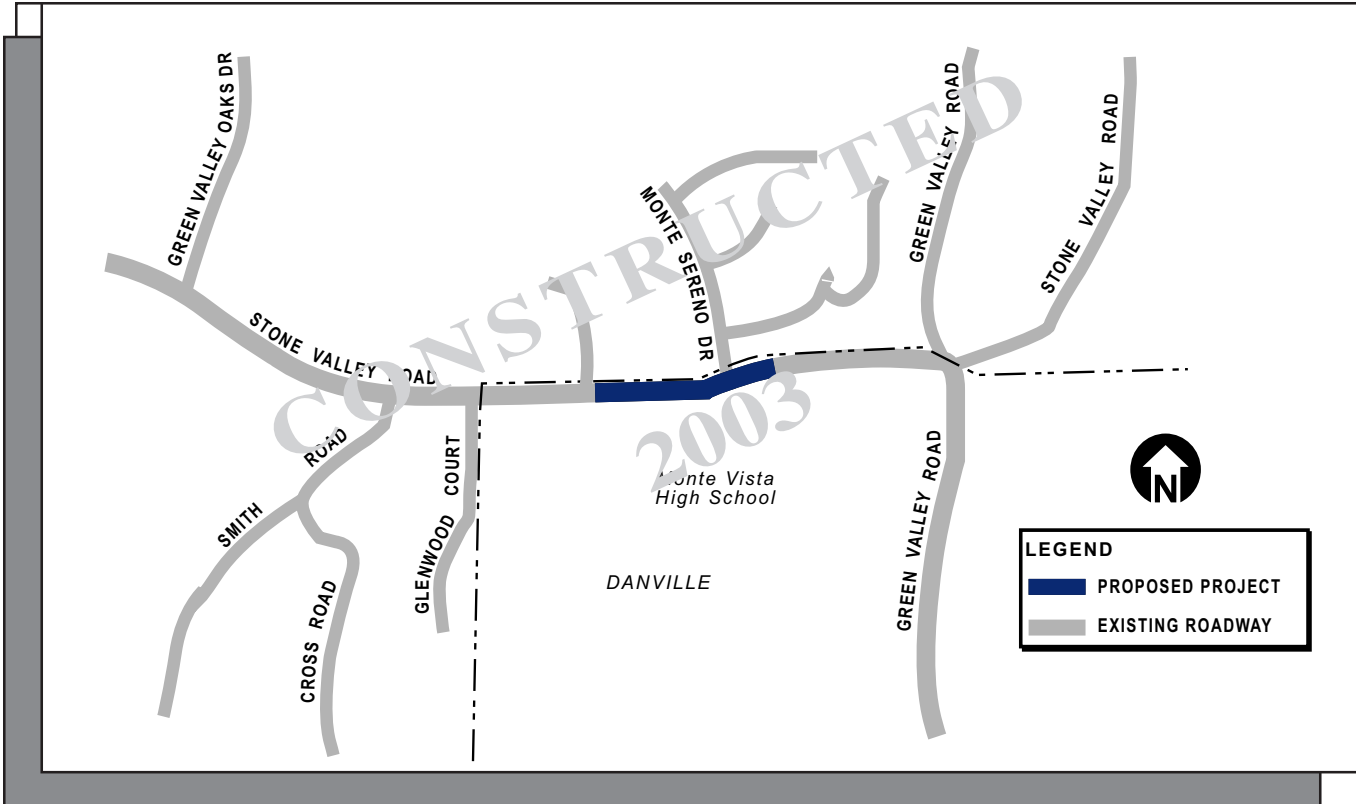 GREEN VALLEY OAKS DR
STONE VALLEY ROAD
MONTE SERENO DR
GREEN VALLEY ROAD
STONE VALLEY ROAD
CONSTRUCTED
2003
SMITH ROAD
CROSS ROAD
GLENWOOD COURT
Monte Vista
High School
DANVILLE
GREEN VALLEY ROAD
N
LEGEND
PROPOSED PROJECT
EXISTING ROADWAY